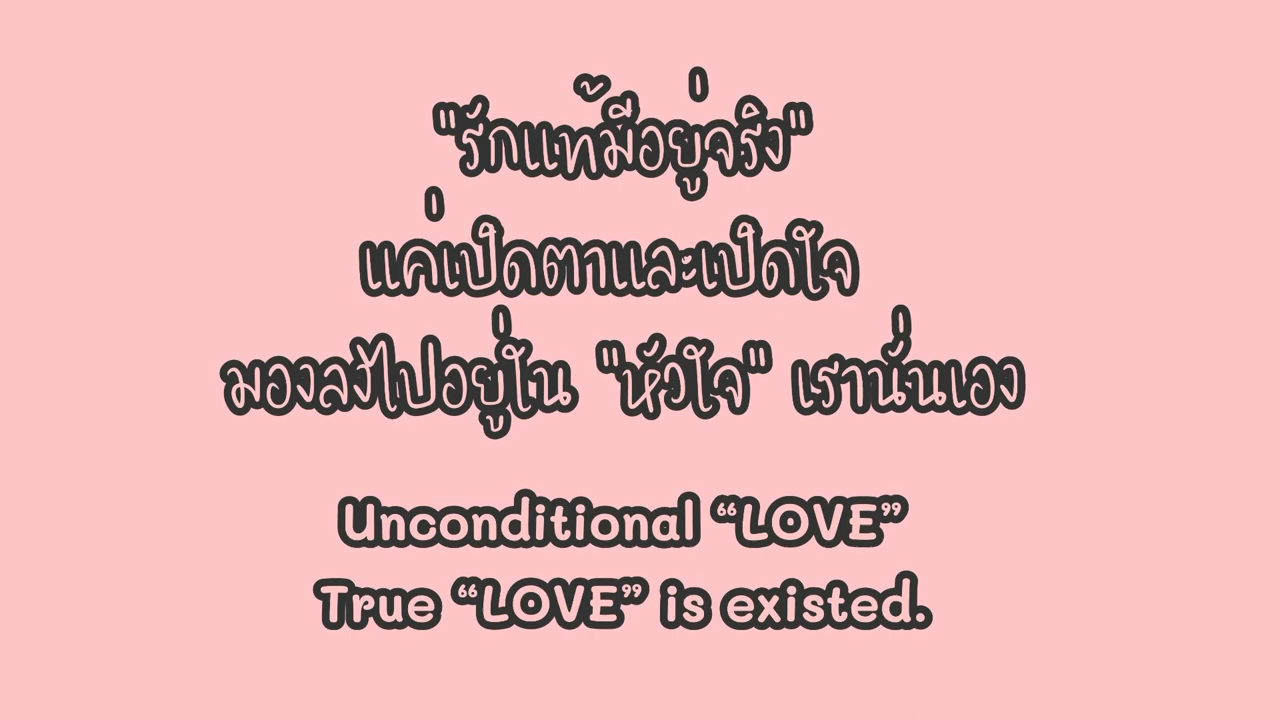 "รักแท้มีอยู่จริง"
แค่เปิดตาและเปิดใจ
มองลงไปอยู่ใน "หัวใจ" เรานั่นเอง
Unconditional “LOVE”
True “LOVE” is existed.